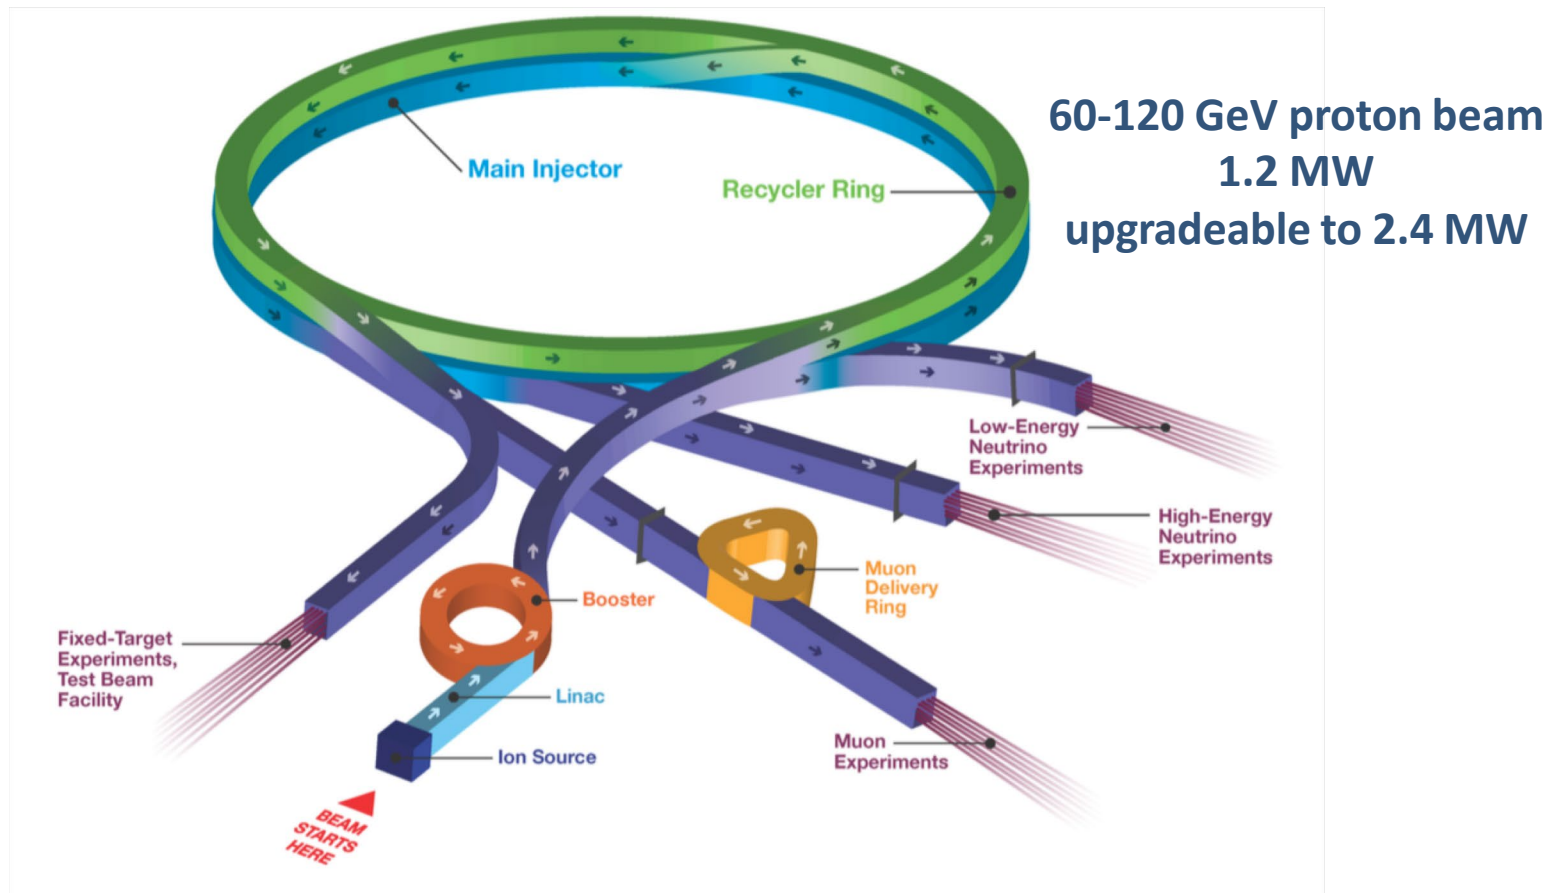 60-120 GeV proton beam
1.2 MW
upgradeable to 2.4 MW
Main Injector
Recycler Ring
Low-Energy
Neutrino
Experiments
High-Energy
Neutrino
Experiments
Muon
Delivery
Ring
Booster
Fixed-Target
Experiments,
Test Beam
Facility
Linac
Ion Source
Muon
Experiments
BEAM
STARTS
HERE